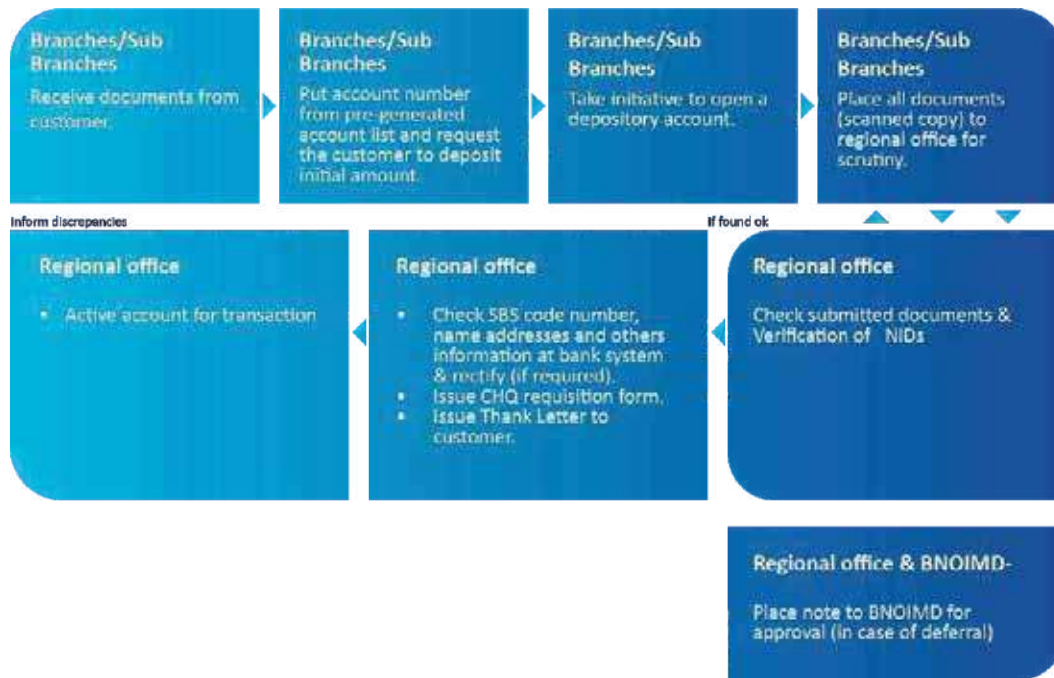 Branches/Sub
Branches
Receive documents from
customer.
Branches/Sub
Branches
Put account number
from pre-generated
account list and request
the customer to deposit
initial amount.
Branches/Sub
Branches
Take initiative to open a
depository account.
Branches/Sub
Branches
Place all documents
(scanned copy) to
regional office for
scrutiny.
Inform discrepancies
If found ok
Regional office
• Active account for transaction
Regional office
• Check SBS code number,
name addresses and others
information at bank system
& rectify (if required).
• Issue CHQ requisition form.
• Issue Thank Letter to
customer.
Regional office
Check submitted documents &
Verification of NIDs
Regional office & BNOIMD-
Place note to BNOIMD for
approval (in case of deferral)